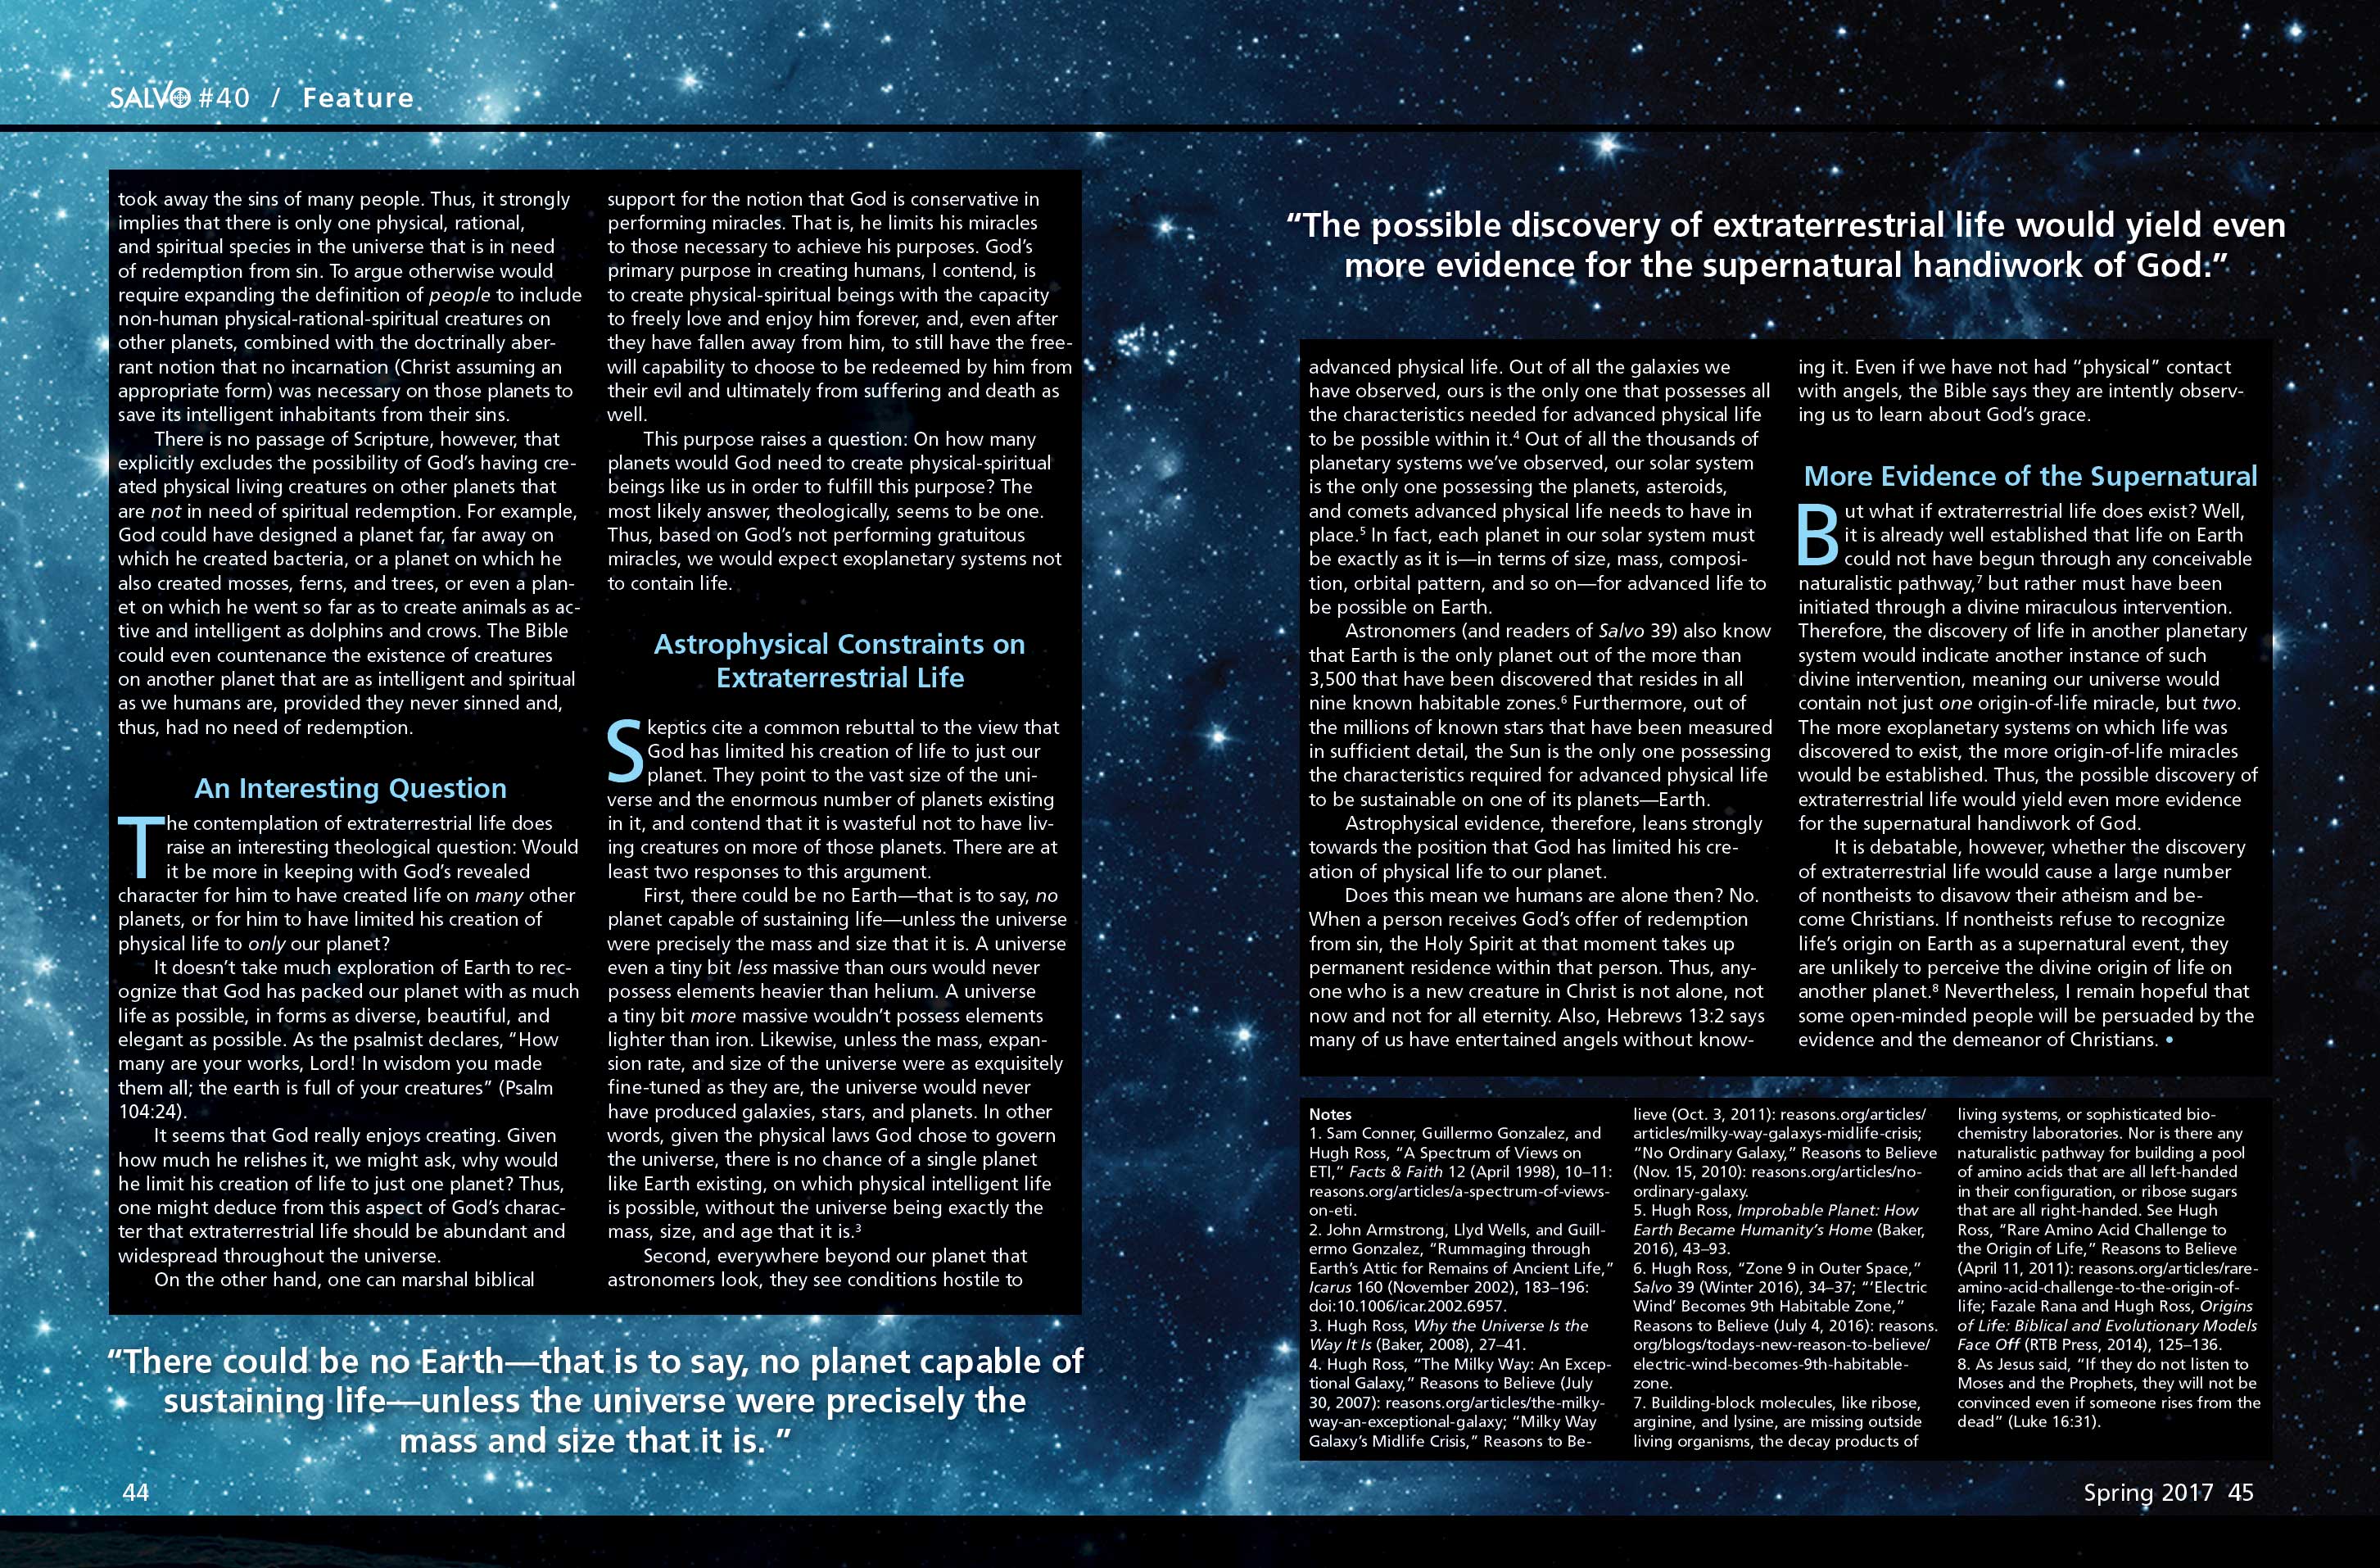 SALVO #40 / Feature
took away the sins of many people. Thus, it strongly
implies that there is only one physical, rational,
and spiritual species in the universe that is in need
of redemption from sin. To argue otherwise would
require expanding the definition of people to include
non-human physical-rational-spiritual creatures on
other planets, combined with the doctrinally aber-
rant notion that no incarnation (Christ assuming an
appropriate form) was necessary on those planets to
save its intelligent inhabitants from their sins.
There is no passage of Scripture, however, that
explicitly excludes the possibility of God’s having cre-
ated physical living creatures on other planets that
are not in need of spiritual redemption. For example,
God could have designed a planet far, far away on
which he created bacteria, or a planet on which he
also created mosses, ferns, and trees, or even a plan-
et on which he went so far as to create animals as ac-
tive and intelligent as dolphins and crows. The Bible
could even countenance the existence of creatures
on another planet that are as intelligent and spiritual
as we humans are, provided they never sinned and,
thus, had no need of redemption.
An Interesting Question
The contemplation of extraterrestrial life does
raise an interesting theological question: Would
it be more in keeping with God’s revealed
character for him to have created life on many other
planets, or for him to have limited his creation of
physical life to only our planet?
It doesn’t take much exploration of Earth to rec-
ognize that God has packed our planet with as much
life as possible, in forms as diverse, beautiful, and
elegant as possible. As the psalmist declares, “How
many are your works, Lord! In wisdom you made
them all; the earth is full of your creatures” (Psalm
104:24).
It seems that God really enjoys creating. Given
how much he relishes it, we might ask, why would
he limit his creation of life to just one planet? Thus,
one might deduce from this aspect of God’s charac-
ter that extraterrestrial life should be abundant and
widespread throughout the universe.
On the other hand, one can marshal biblical
support for the notion that God is conservative in
performing miracles. That is, he limits his miracles
to those necessary to achieve his purposes. God’s
primary purpose in creating humans, I contend, is
to create physical-spiritual beings with the capacity
to freely love and enjoy him forever, and, even after
they have fallen away from him, to still have the free-
will capability to choose to be redeemed by him from
their evil and ultimately from suffering and death as
well.
This purpose raises a question: On how many
planets would God need to create physical-spiritual
beings like us in order to fulfill this purpose? The
most likely answer, theologically, seems to be one.
Thus, based on God’s not performing gratuitous
miracles, we would expect exoplanetary systems not
to contain life.
Astrophysical Constraints on
Extraterrestrial Life
Skeptics cite a common rebuttal to the view that
God has limited his creation of life to just our
planet. They point to the vast size of the uni-
verse and the enormous number of planets existing
in it, and contend that it is wasteful not to have liv-
ing creatures on more of those planets. There are at
least two responses to this argument.
First, there could be no Earth—that is to say, no
planet capable of sustaining life—unless the universe
were precisely the mass and size that it is. A universe
even a tiny bit less massive than ours would never
possess elements heavier than helium. A universe
a tiny bit more massive wouldn’t possess elements
lighter than iron. Likewise, unless the mass, expan-
sion rate, and size of the universe were as exquisitely
fine-tuned as they are, the universe would never
have produced galaxies, stars, and planets. In other
words, given the physical laws God chose to govern
the universe, there is no chance of a single planet
like Earth existing, on which physical intelligent life
is possible, without the universe being exactly the
mass, size, and age that it is.³
Second, everywhere beyond our planet that
astronomers look, they see conditions hostile to
“There could be no Earth—that is to say, no planet capable of
sustaining life—unless the universe were precisely the
mass and size that it is. ”
44
“The possible discovery of extraterrestrial life would yield even
more evidence for the supernatural handiwork of God.”
advanced physical life. Out of all the galaxies we
have observed, ours is the only one that possesses all
the characteristics needed for advanced physical life
to be possible within it.⁴ Out of all the thousands of
planetary systems we’ve observed, our solar system
is the only one possessing the planets, asteroids,
and comets advanced physical life needs to have in
place.⁵ In fact, each planet in our solar system must
be exactly as it is—in terms of size, mass, composi-
tion, orbital pattern, and so on—for advanced life to
be possible on Earth.
Astronomers (and readers of Salvo 39) also know
that Earth is the only planet out of the more than
3,500 that have been discovered that resides in all
nine known habitable zones.⁶ Furthermore, out of
the millions of known stars that have been measured
in sufficient detail, the Sun is the only one possessing
the characteristics required for advanced physical life
to be sustainable on one of its planets—Earth.
Astrophysical evidence, therefore, leans strongly
towards the position that God has limited his cre-
ation of physical life to our planet.
Does this mean we humans are alone then? No.
When a person receives God’s offer of redemption
from sin, the Holy Spirit at that moment takes up
permanent residence within that person. Thus, any-
one who is a new creature in Christ is not alone, not
now and not for all eternity. Also, Hebrews 13:2 says
many of us have entertained angels without know-
ing it. Even if we have not had “physical” contact
with angels, the Bible says they are intently observ-
ing us to learn about God’s grace.
More Evidence of the Supernatural
But what if extraterrestrial life does exist? Well,
it is already well established that life on Earth
could not have begun through any conceivable
naturalistic pathway,⁷ but rather must have been
initiated through a divine miraculous intervention.
Therefore, the discovery of life in another planetary
system would indicate another instance of such
divine intervention, meaning our universe would
contain not just one origin-of-life miracle, but two.
The more exoplanetary systems on which life was
discovered to exist, the more origin-of-life miracles
would be established. Thus, the possible discovery of
extraterrestrial life would yield even more evidence
for the supernatural handiwork of God.
It is debatable, however, whether the discovery
of extraterrestrial life would cause a large number
of nontheists to disavow their atheism and be-
come Christians. If nontheists refuse to recognize
life’s origin on Earth as a supernatural event, they
are unlikely to perceive the divine origin of life on
another planet.⁸ Nevertheless, I remain hopeful that
some open-minded people will be persuaded by the
evidence and the demeanor of Christians. •
Notes
1. Sam Conner, Guillermo Gonzalez, and
Hugh Ross, “A Spectrum of Views on
ETI,” Facts & Faith 12 (April 1998), 10–11:
reasons.org/articles/a-spectrum-of-views-
on-eti.
2. John Armstrong, Llyd Wells, and Guill-
ermo Gonzalez, “Rummaging through
Earth’s Attic for Remains of Ancient Life,”
Icarus 160 (November 2002), 183–196:
doi:10.1006/icar.2002.6957.
3. Hugh Ross, Why the Universe Is the
Way It Is (Baker, 2008), 27–41.
4. Hugh Ross, “The Milky Way: An Excep-
tional Galaxy,” Reasons to Believe (July
30, 2007): reasons.org/articles/the-milky-
way-an-exceptional-galaxy; “Milky Way
Galaxy’s Midlife Crisis,” Reasons to Be-
lieve (Oct. 3, 2011): reasons.org/articles/
articles/milky-way-galaxys-midlife-crisis;
“No Ordinary Galaxy,” Reasons to Believe
(Nov. 15, 2010): reasons.org/articles/no-
ordinary-galaxy.
5. Hugh Ross, Improbable Planet: How
Earth Became Humanity’s Home (Baker,
2016), 43–93.
6. Hugh Ross, “Zone 9 in Outer Space,”
Salvo 39 (Winter 2016), 34–37; “‘Electric
Wind’ Becomes 9th Habitable Zone,”
Reasons to Believe (July 4, 2016): reasons.
org/blogs/todays-new-reason-to-believe/
electric-wind-becomes-9th-habitable-
zone.
7. Building-block molecules, like ribose,
arginine, and lysine, are missing outside
living organisms, the decay products of
living systems, or sophisticated bio-
chemistry laboratories. Nor is there any
naturalistic pathway for building a pool
of amino acids that are all left-handed
in their configuration, or ribose sugars
that are all right-handed. See Hugh
Ross, “Rare Amino Acid Challenge to
the Origin of Life,” Reasons to Believe
(April 11, 2011): reasons.org/articles/rare-
amino-acid-challenge-to-the-origin-of-
life; Fazale Rana and Hugh Ross, Origins
of Life: Biblical and Evolutionary Models
Face Off (RTB Press, 2014), 125–136.
8. As Jesus said, “If they do not listen to
Moses and the Prophets, they will not be
convinced even if someone rises from the
dead” (Luke 16:31).
Spring 2017 45